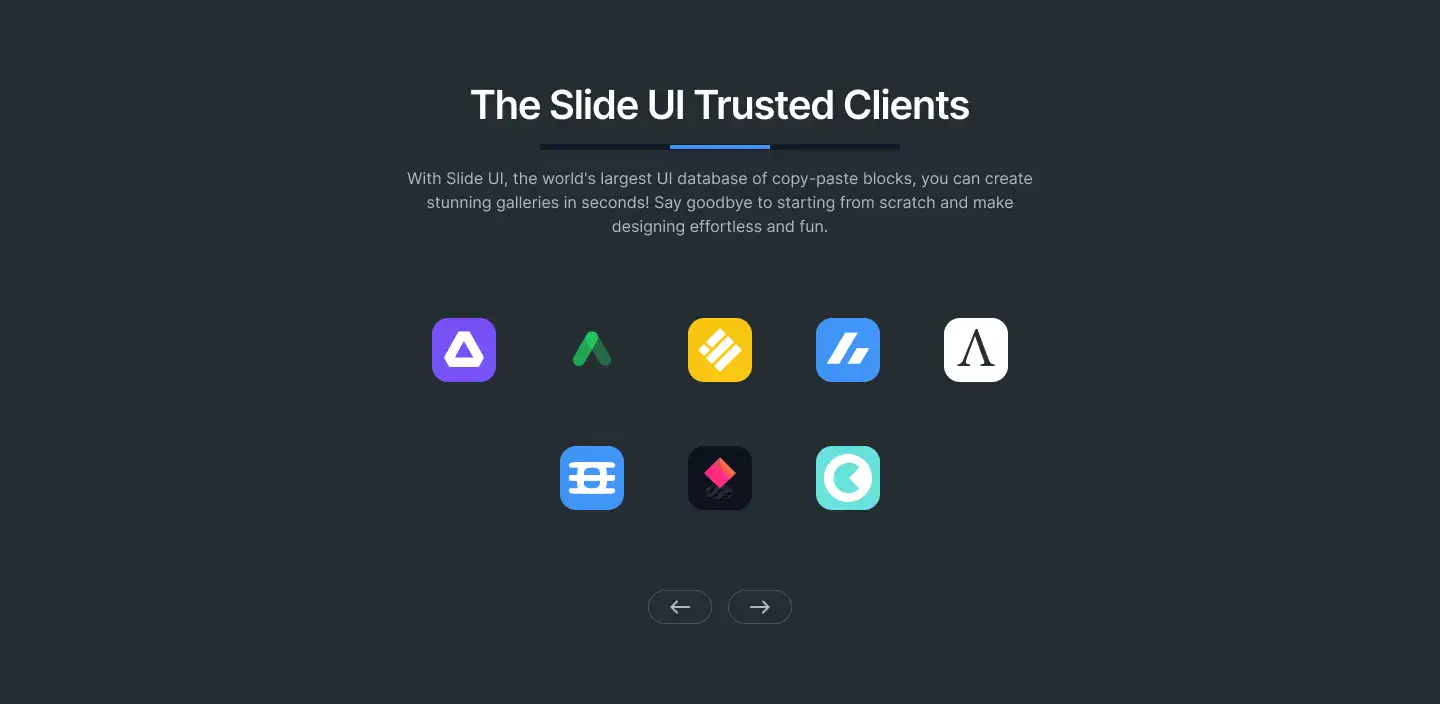 The Slide UI Trusted Clients
With Slide UI, the world's largest UI database of copy-paste blocks, you can create
stunning galleries in seconds! Say goodbye to starting from scratch and make
designing effortless and fun.